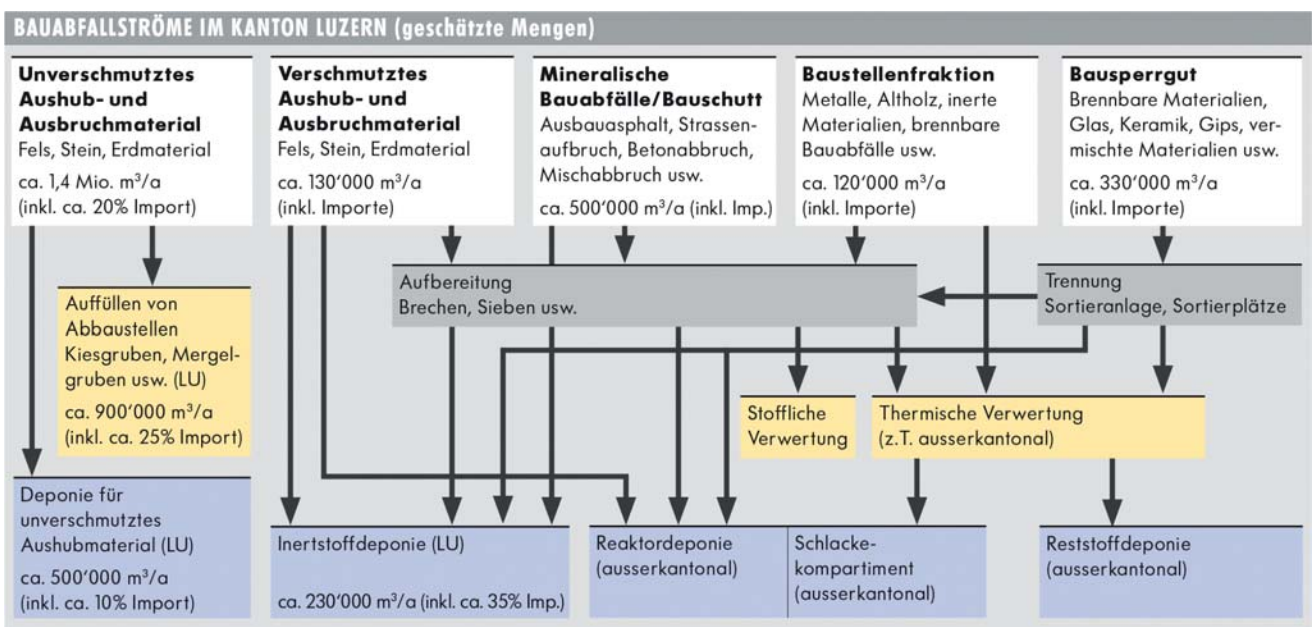 BAUABFALLSTRÖME IM KANTON LUZERN (geschätzte Mengen)
Unverschmutztes
Aushub- und
Ausbruchmaterial
Fels, Stein, Erdmaterial
ca. 1,4 Mio. m³/a
(inkl. ca. 20% Import)
Verschmutztes
Aushub- und
Ausbruchmaterial
Fels, Stein, Erdmaterial
ca. 130’000 m³/a
(inkl. Importe)
Mineralische
Bauabfälle/Bauschutt
Ausbauasphalt, Strassen-
aufbruch, Betonabbruch,
Mischabbruch usw.
ca. 500’000 m³/a (inkl. Imp.)
Baustellenfraktion
Metalle, Altholz, inerte
Materialien, brennbare
Bauabfälle usw.
ca. 120’000 m³/a
(inkl. Importe)
Bausperrgut
Brennbare Materialien,
Glas, Keramik, Gips, ver-
mischte Materialien usw.
ca. 330’000 m³/a
(inkl. Importe)
Aufbereitung
Brechen, Sieben usw.
Trennung
Sortieranlage, Sortierplätze
Auffüllen von
Abbaustellen
Kiesgruben, Mergel-
gruben usw. (LU)
ca. 900’000 m³/a
(inkl. ca. 25% Import)
Stoffliche
Verwertung
Thermische Verwertung
(z.T. ausserkantonal)
Deponie für
unverschmutztes
Aushubmaterial (LU)
ca. 500’000 m³/a
(inkl. ca. 10% Import)
Inertstoffdeponie (LU)
ca. 230’000 m³/a (inkl. ca. 35% Imp.)
Reaktordeponie
(ausserkantonal)
Schlacke-
kompartiment
(ausserkantonal)
Reststoffdeponie
(ausserkantonal)